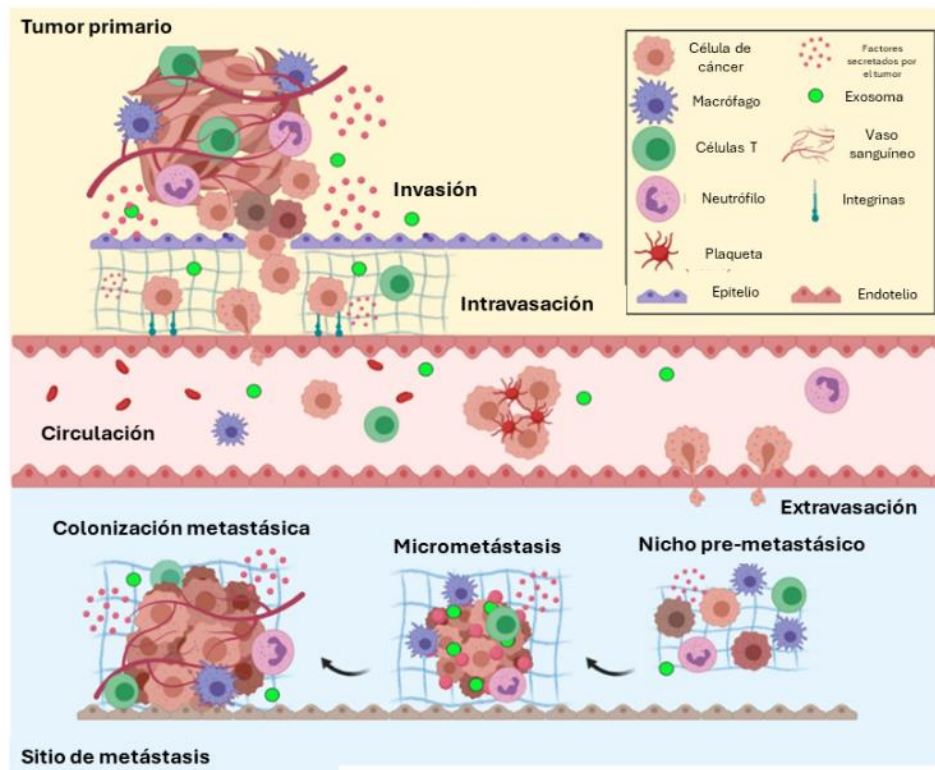 Tumor primario
Célula de
cáncer
Factores
secretados por
el tumor
Macrófago
Exosoma
Células T
Vaso
sanguíneo
Neutrófilo
Integrinas
Plaqueta
Epitelio
Endotelio
Invasión
Intravasación
Circulación
Extravasación
Colonización metastásica
Micrometástasis
Nicho pre-metastásico
Sitio de metástasis